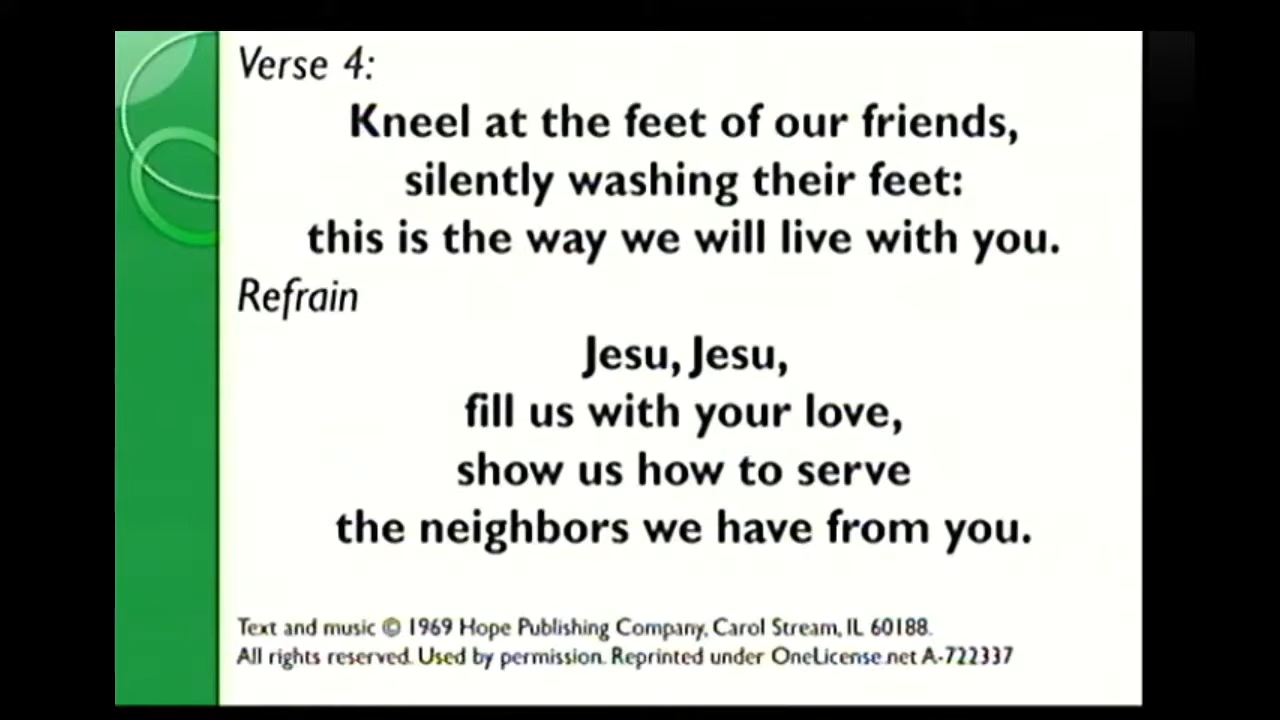 Verse 4:
Kneel at the feet of our friends,
silently washing their feet:
this is the way we will live with you.
Refrain
Jesu, Jesu,
fill us with your love,
show us how to serve
the neighbors we have from you.
Text and music © 1969 Hope Publishing Company, Carol Stream, IL 60188.
All rights reserved. Used by permission. Reprinted under OneLicense.net A-722337